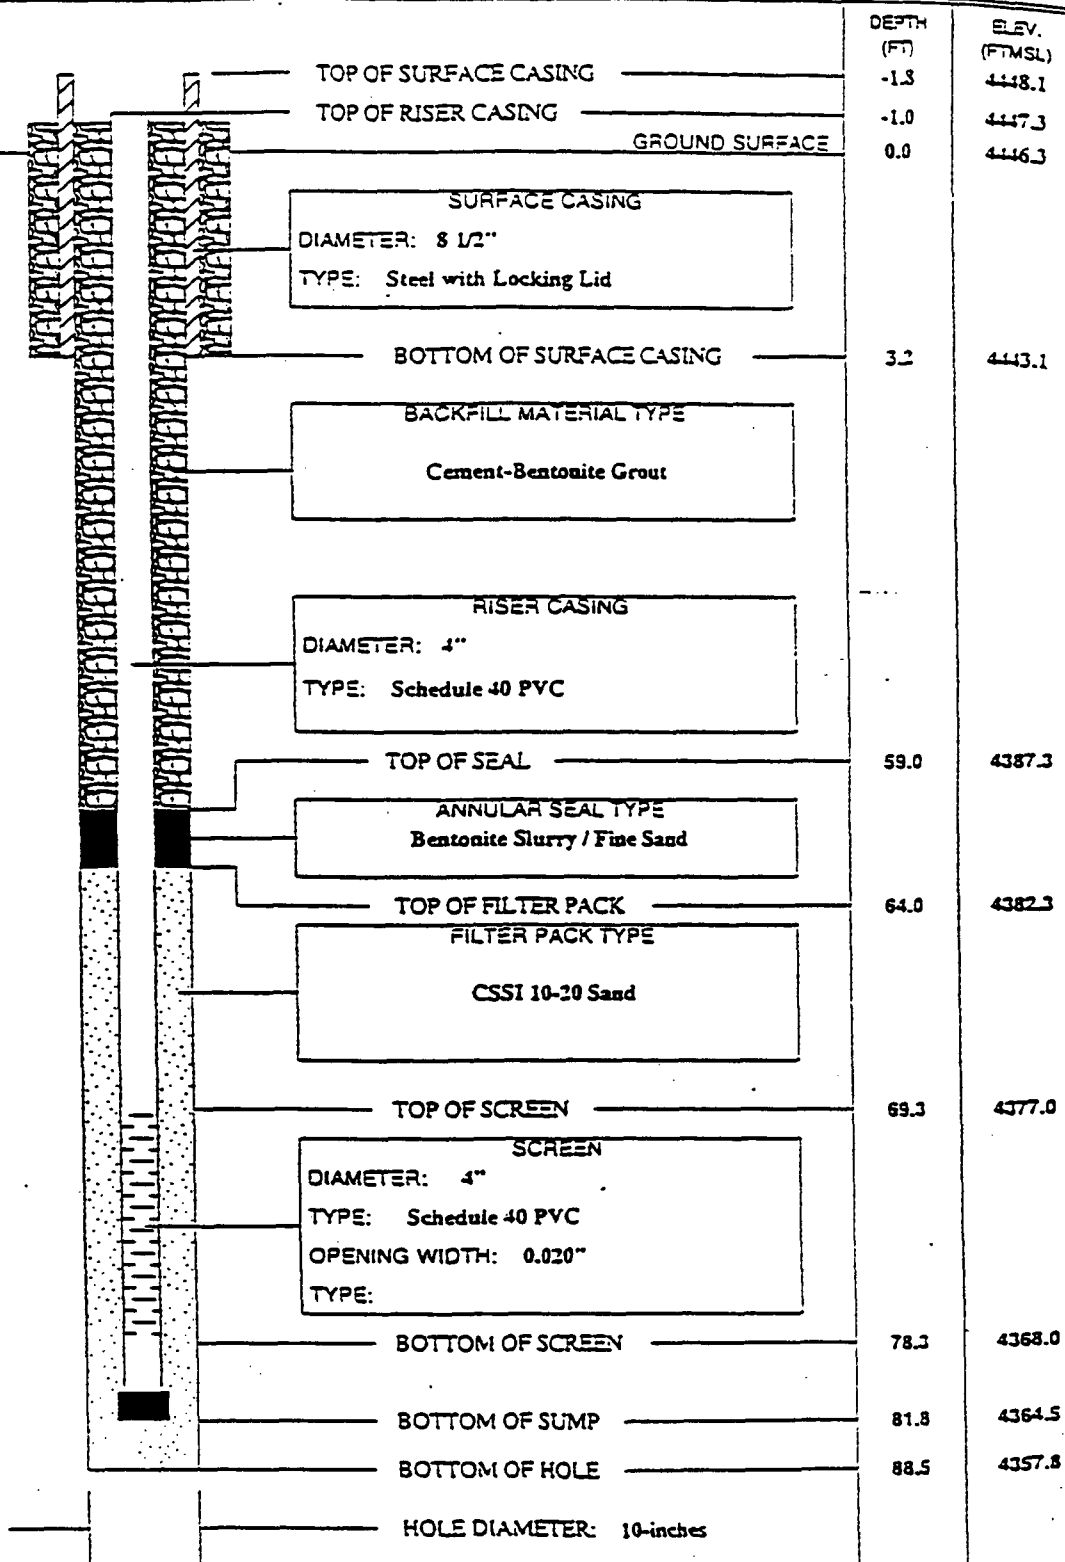 DEPTH (FT) ELEV. (FTMSL)
TOP OF SURFACE CASING -1.8 4448.1
TOP OF RISER CASING -1.0 4447.3
GROUND SURFACE 0.0 4446.3
SURFACE CASING
DIAMETER: 8 1/2"
TYPE: Steel with Locking Lid
BOTTOM OF SURFACE CASING 3.2 4443.1
BACKFILL MATERIAL TYPE
Cement-Bentonite Grout
RISER CASING
DIAMETER: 4"
TYPE: Schedule 40 PVC
TOP OF SEAL 59.0 4387.3
ANNULAR SEAL TYPE
Bentonite Slurry / Fine Sand
TOP OF FILTER PACK 64.0 4382.3
FILTER PACK TYPE
CSSI 10-20 Sand
TOP OF SCREEN 69.3 4377.0
SCREEN
DIAMETER: 4"
TYPE: Schedule 40 PVC
OPENING WIDTH: 0.020"
TYPE:
BOTTOM OF SCREEN 78.3 4368.0
BOTTOM OF SUMP 81.8 4364.5
BOTTOM OF HOLE 88.5 4357.8
HOLE DIAMETER: 10-inches